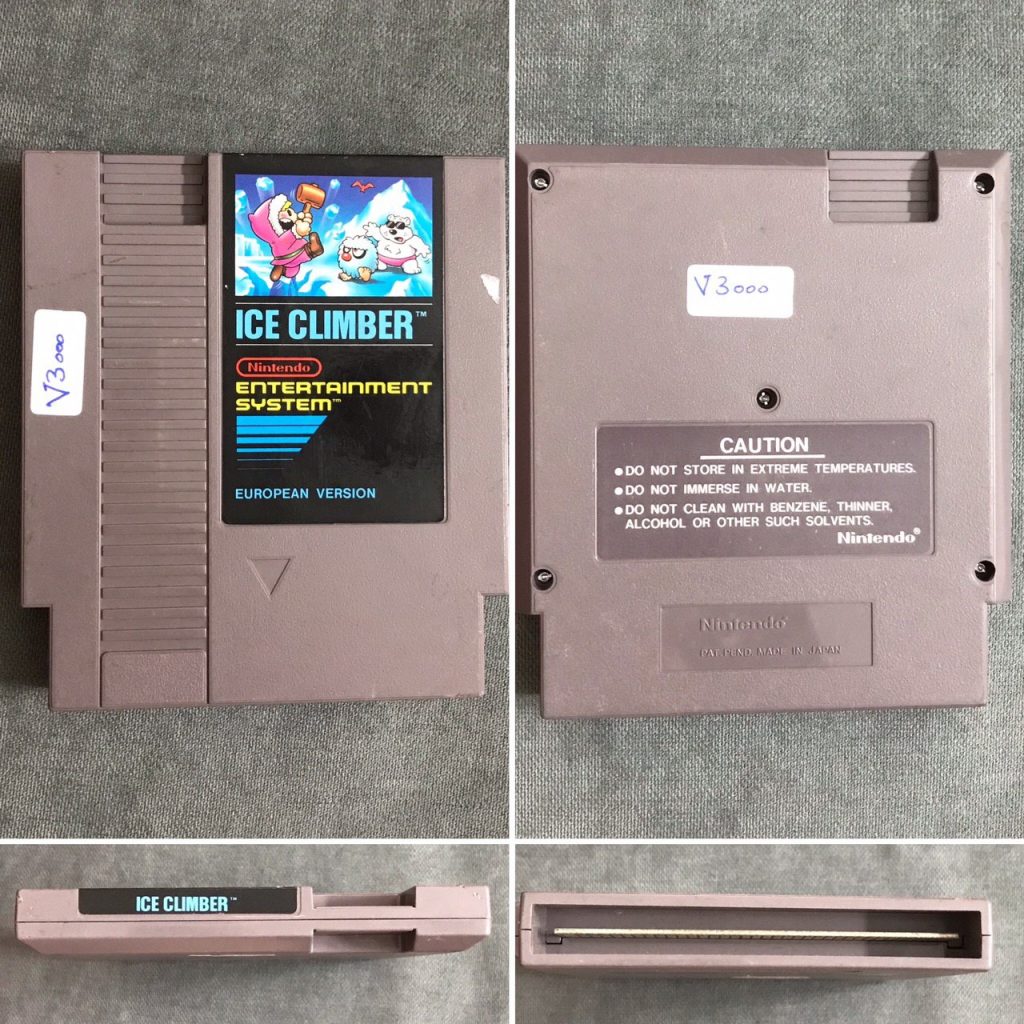 V3000
ICE CLIMBER™
Nintendo
ENTERTAINMENT
SYSTEM™
EUROPEAN VERSION
V3000
CAUTION
● DO NOT STORE IN EXTREME TEMPERATURES.
● DO NOT IMMERSE IN WATER.
● DO NOT CLEAN WITH BENZENE, THINNER,
ALCOHOL OR OTHER SUCH SOLVENTS.
Nintendo®
Nintendo®
PAT. PEND. MADE IN JAPAN
ICE CLIMBER™